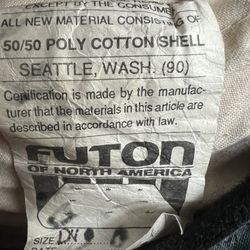 EXCEPT BY THE CONSUMER
ALL NEW MATERIAL CONSISTING OF
50/50 POLY COTTON SHELL
SEATTLE, WASH. (90)
Certification is made by the manufac-
turer that the materials in this article are
described in accordance with law.
FUTON
OF NORTH AMERICA
SIZE
DATE